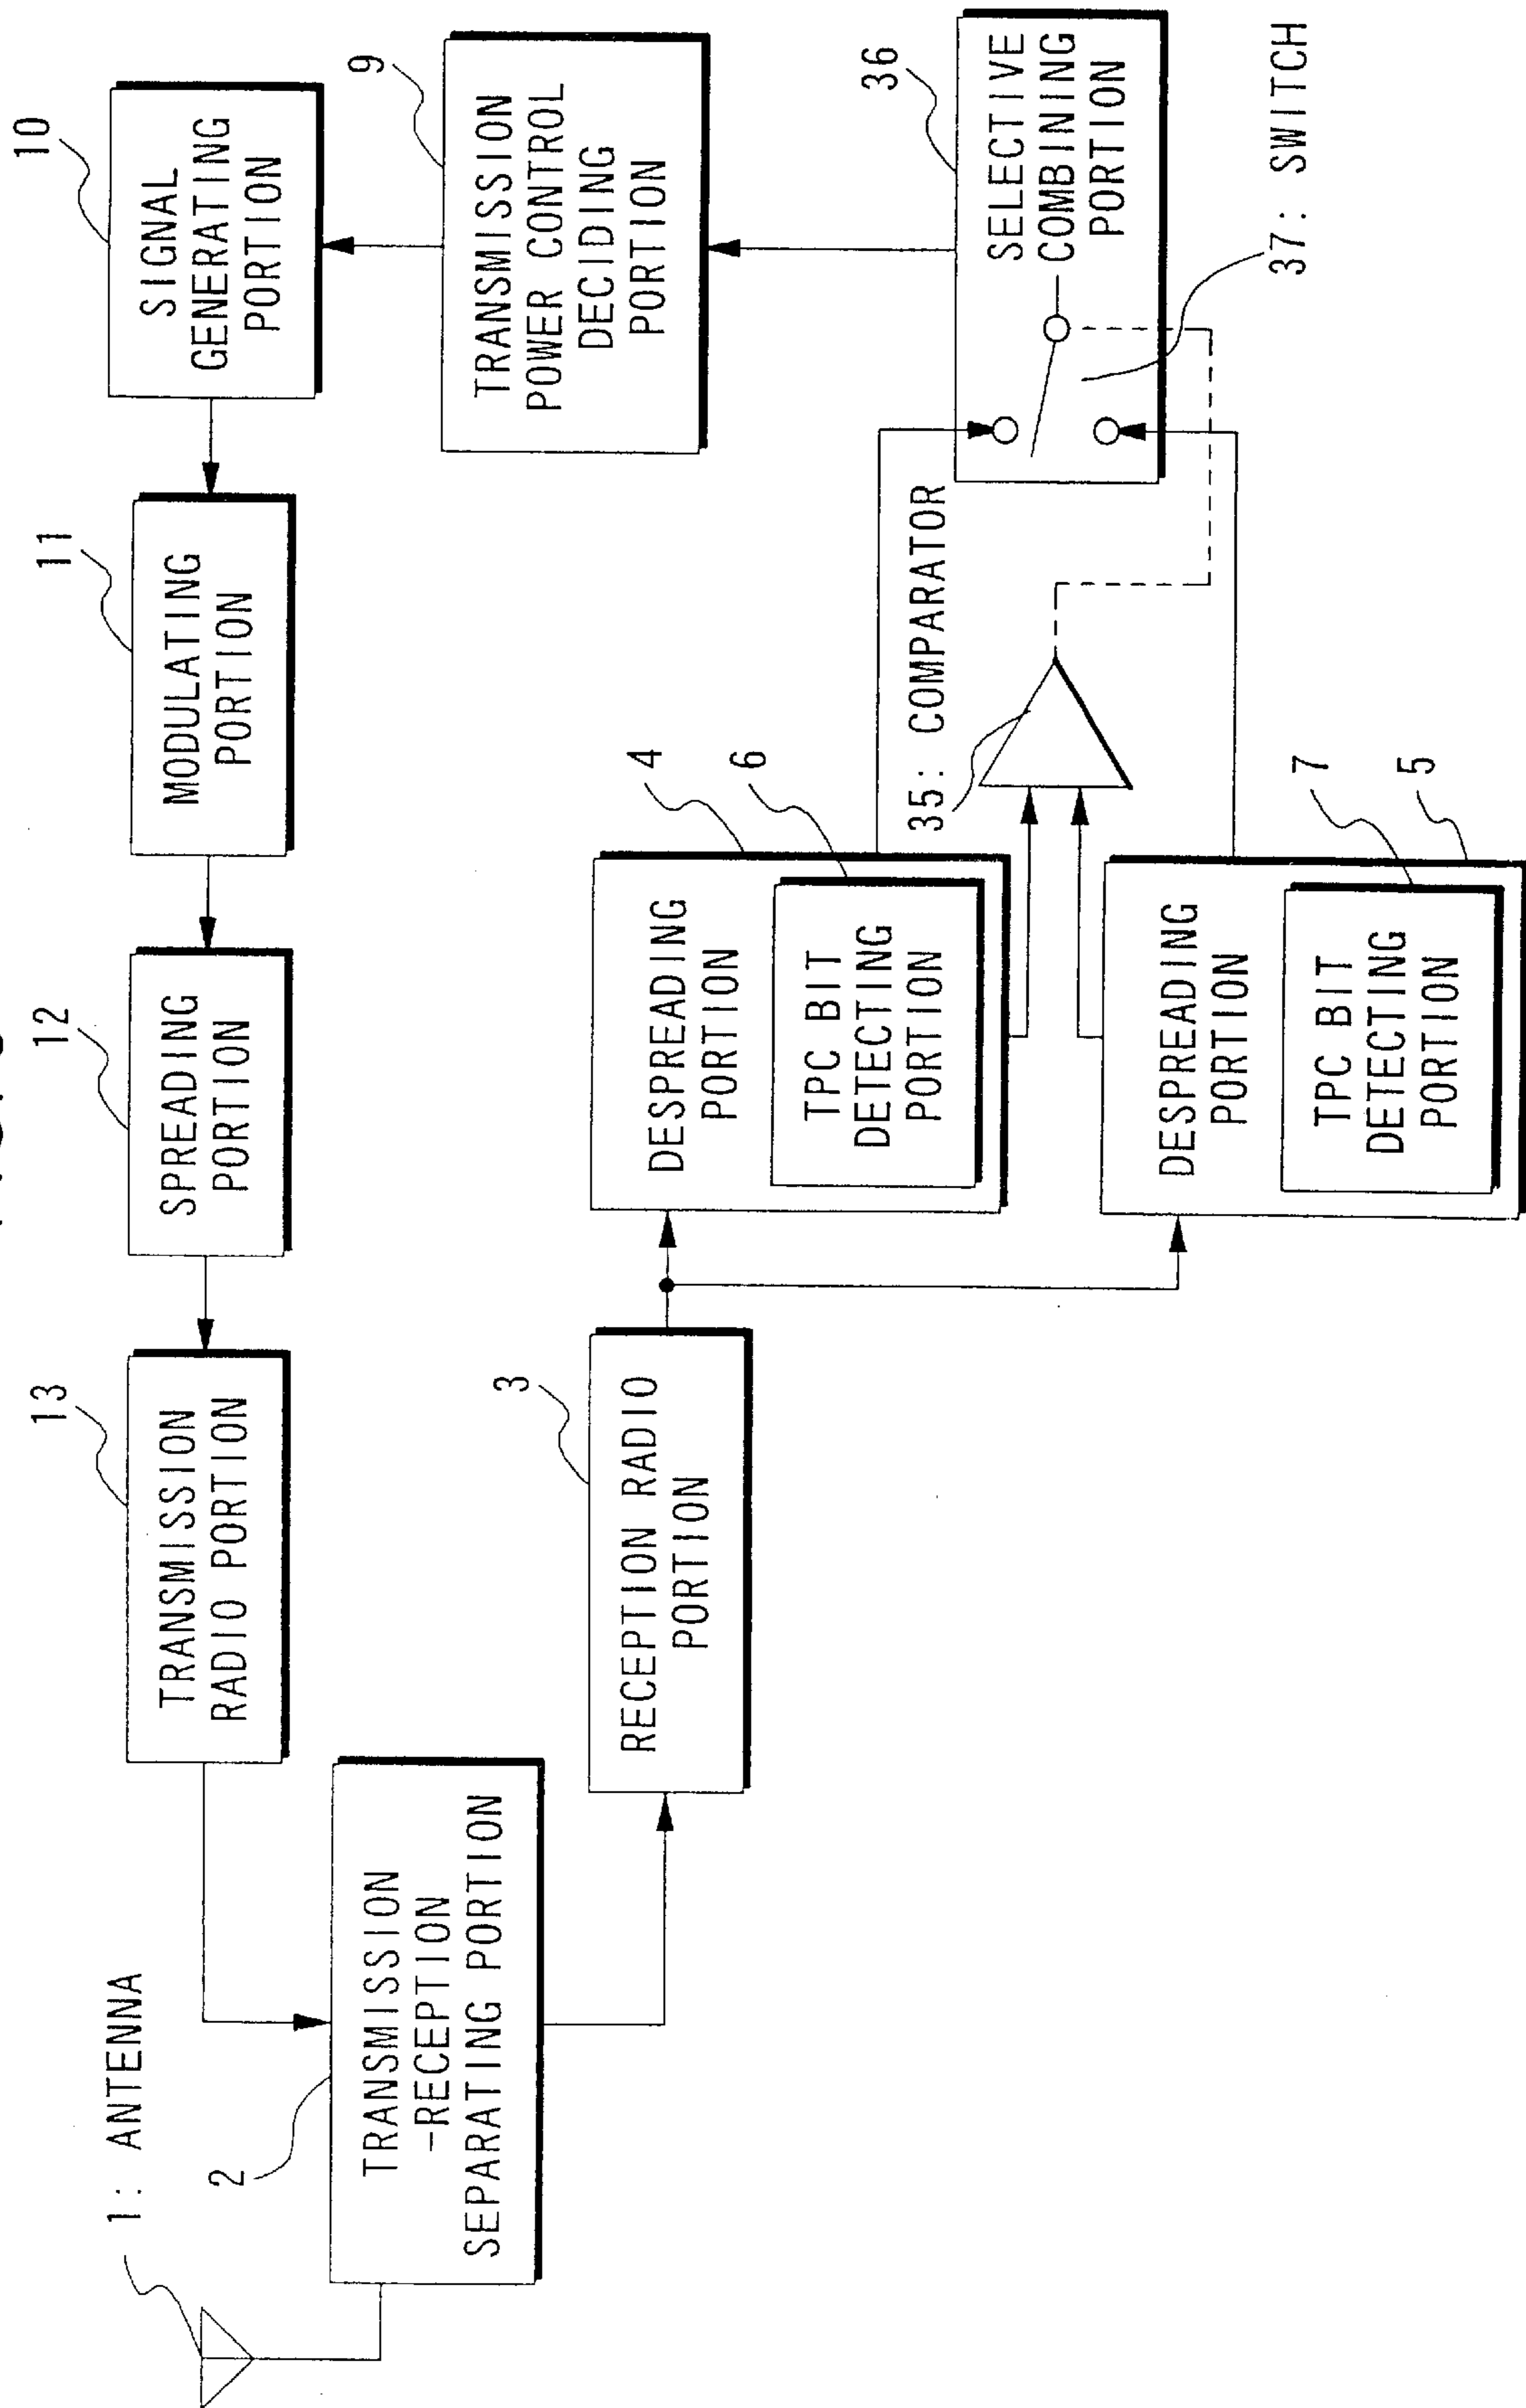 1: ANTENNA
2
TRANSMISSION
-RECEPTION
SEPARATING PORTION
13
TRANSMISSION
RADIO PORTION
12
SPREADING
PORTION
11
MODULATING
PORTION
10
SIGNAL
GENERATING
PORTION
9
TRANSMISSION
POWER CONTROL
DECIDING
PORTION
3
RECEPTION RADIO
PORTION
4
DESPREADING
PORTION
6
TPC BIT
DETECTING
PORTION
35: COMPARATOR
DESPREADING
PORTION
7
TPC BIT
DETECTING
PORTION
5
36
SELECTIVE
COMBINING
PORTION
37: SWITCH